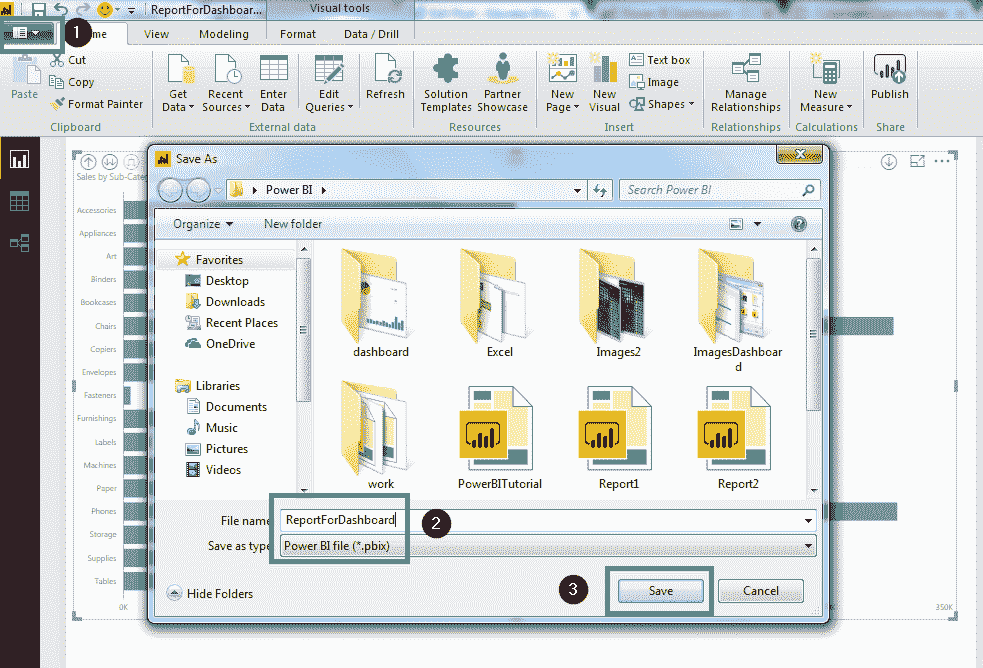 ReportForDashboar...
Visual tools
1
me
View
Modeling
Format
Data / Drill
Paste
Cut
Copy
Format Painter
Get Data
Recent Sources
Enter Data
Edit Queries
Refresh
Solution Templates
Partner Showcase
New Page
New Visual
Text box
Image
Shapes
Manage Relationships
New Measure
Publish
Clipboard
External data
Resources
Insert
Relationships
Calculations
Share
Sales by Sub-Cate
Accessories
Appliances
Art
Binders
Bookcases
Chairs
Copiers
Envelopes
Fasteners
Furnishings
Labels
Machines
Paper
Phones
Storage
Supplies
Tables
0K
350K
Save As
Power BI
Search Power BI
Organize
New folder
Favorites
Desktop
Downloads
Recent Places
OneDrive
Libraries
Documents
Music
Pictures
Videos
dashboard
Excel
Images2
ImagesDashboar
d
work
PowerBITutorial
Report1
Report2
File name
ReportForDashboard
2
Save as type
Power BI file (*.pbix)
Hide Folders
3
Save
Cancel